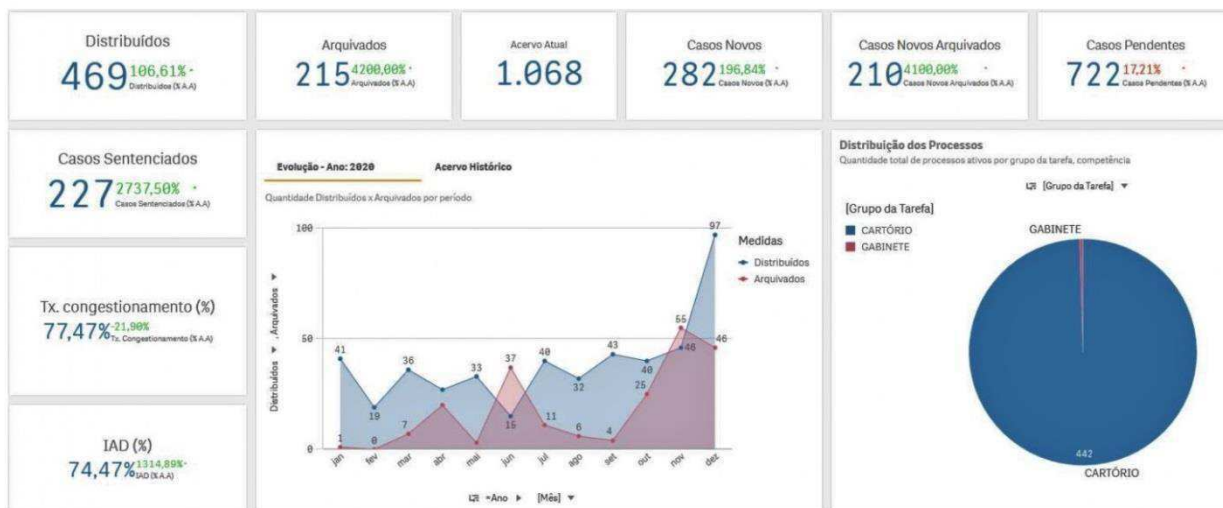 Distribuídos
469 106,61%
Distribuídos (% A.A)
Arquivados
215 4200,00%
Arquivados (% A.A)
Acervo Atual
1.068
Casos Novos
282 196,84%
Casos Novos (% A.A)
Casos Novos Arquivados
210 4100,00%
Casos Novos Arquivados (% A.A)
Casos Pendentes
722 17,21%
Casos Pendentes (% A.A)
Casos Sentenciados
227 2737,50%
Casos Sentenciados (% A.A)
Tx. congestionamento (%)
77,47% -21,90%
Tx. Congestionamento (% A.A)
IAD (%)
74,47% 1314,89%
IAD (% A.A)
Evolução - Ano: 2020
Acervo Histórico
Quantidade Distribuídos x Arquivados por período
Distribuídos , Arquivados
100
50
0
41
19
36
33
15
40
32
43
40
46
97
1
0
7
37
11
6
4
25
55
46
jan
fev
mar
abr
mai
jun
jul
ago
set
out
nov
dez
=Ano
[Mês]
Medidas
Distribuídos
Arquivados
Distribuição dos Processos
Quantidade total de processos ativos por grupo da tarefa, competência
[Grupo da Tarefa]
[Grupo da Tarefa]
CARTÓRIO
GABINETE
GABINETE
442
CARTÓRIO